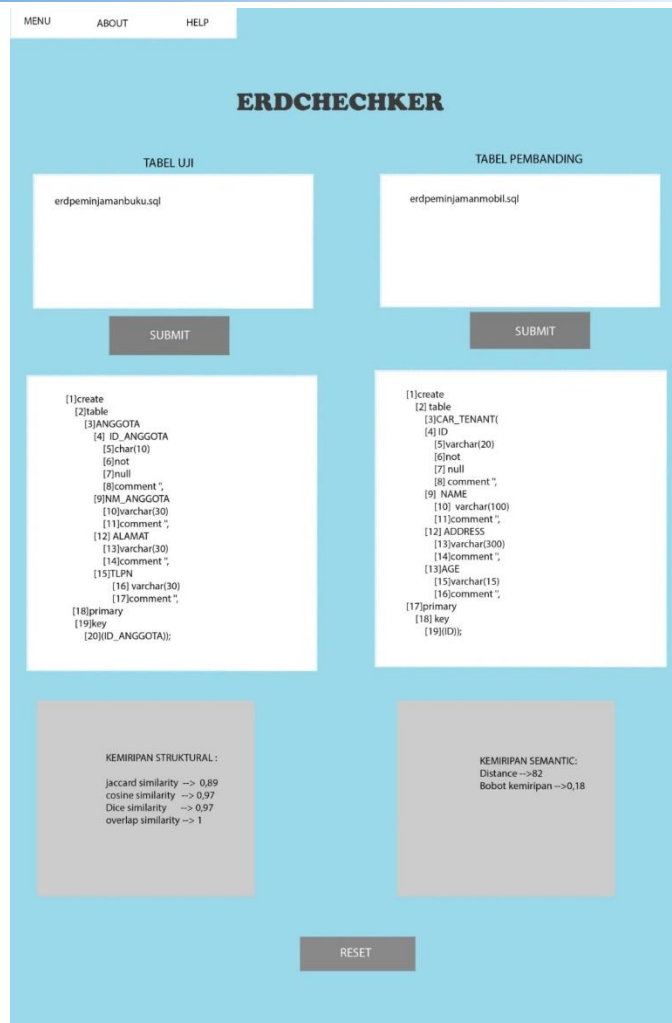 MENU ABOUT HELP
ERDCHECHKER
TABEL UJI
erdpeminjamanbuku.sql
SUBMIT
[1]create
[2]table
[3]ANGGOTA
[4] ID_ANGGOTA
[5]char(10)
[6]not
[7]null
[8]comment ",
[9]NM_ANGGOTA
[10]varchar(30)
[11]comment ",
[12] ALAMAT
[13]varchar(30)
[14]comment ",
[15]TLPN
[16] varchar(30)
[17]comment ",
[18]primary
[19]key
[20](ID_ANGGOTA));
KEMIRIPAN STRUKTURAL :
jaccard similarity --> 0,89
cosine similarity --> 0,97
Dice similarity --> 0,97
overlap similarity --> 1
TABEL PEMBANDING
erdpeminjamanmobil.sql
SUBMIT
[1]create
[2] table
[3]CAR_TENANT(
[4] ID
[5]varchar(20)
[6]not
[7] null
[8] comment ",
[9] NAME
[10] varchar(100)
[11]comment ",
[12] ADDRESS
[13]varchar(300)
[14]comment ",
[13]AGE
[15]varchar(15)
[16]comment ",
[17]primary
[18] key
[19](ID));
KEMIRIPAN SEMANTIC:
Distance -->82
Bobot kemiripan -->0,18
RESET